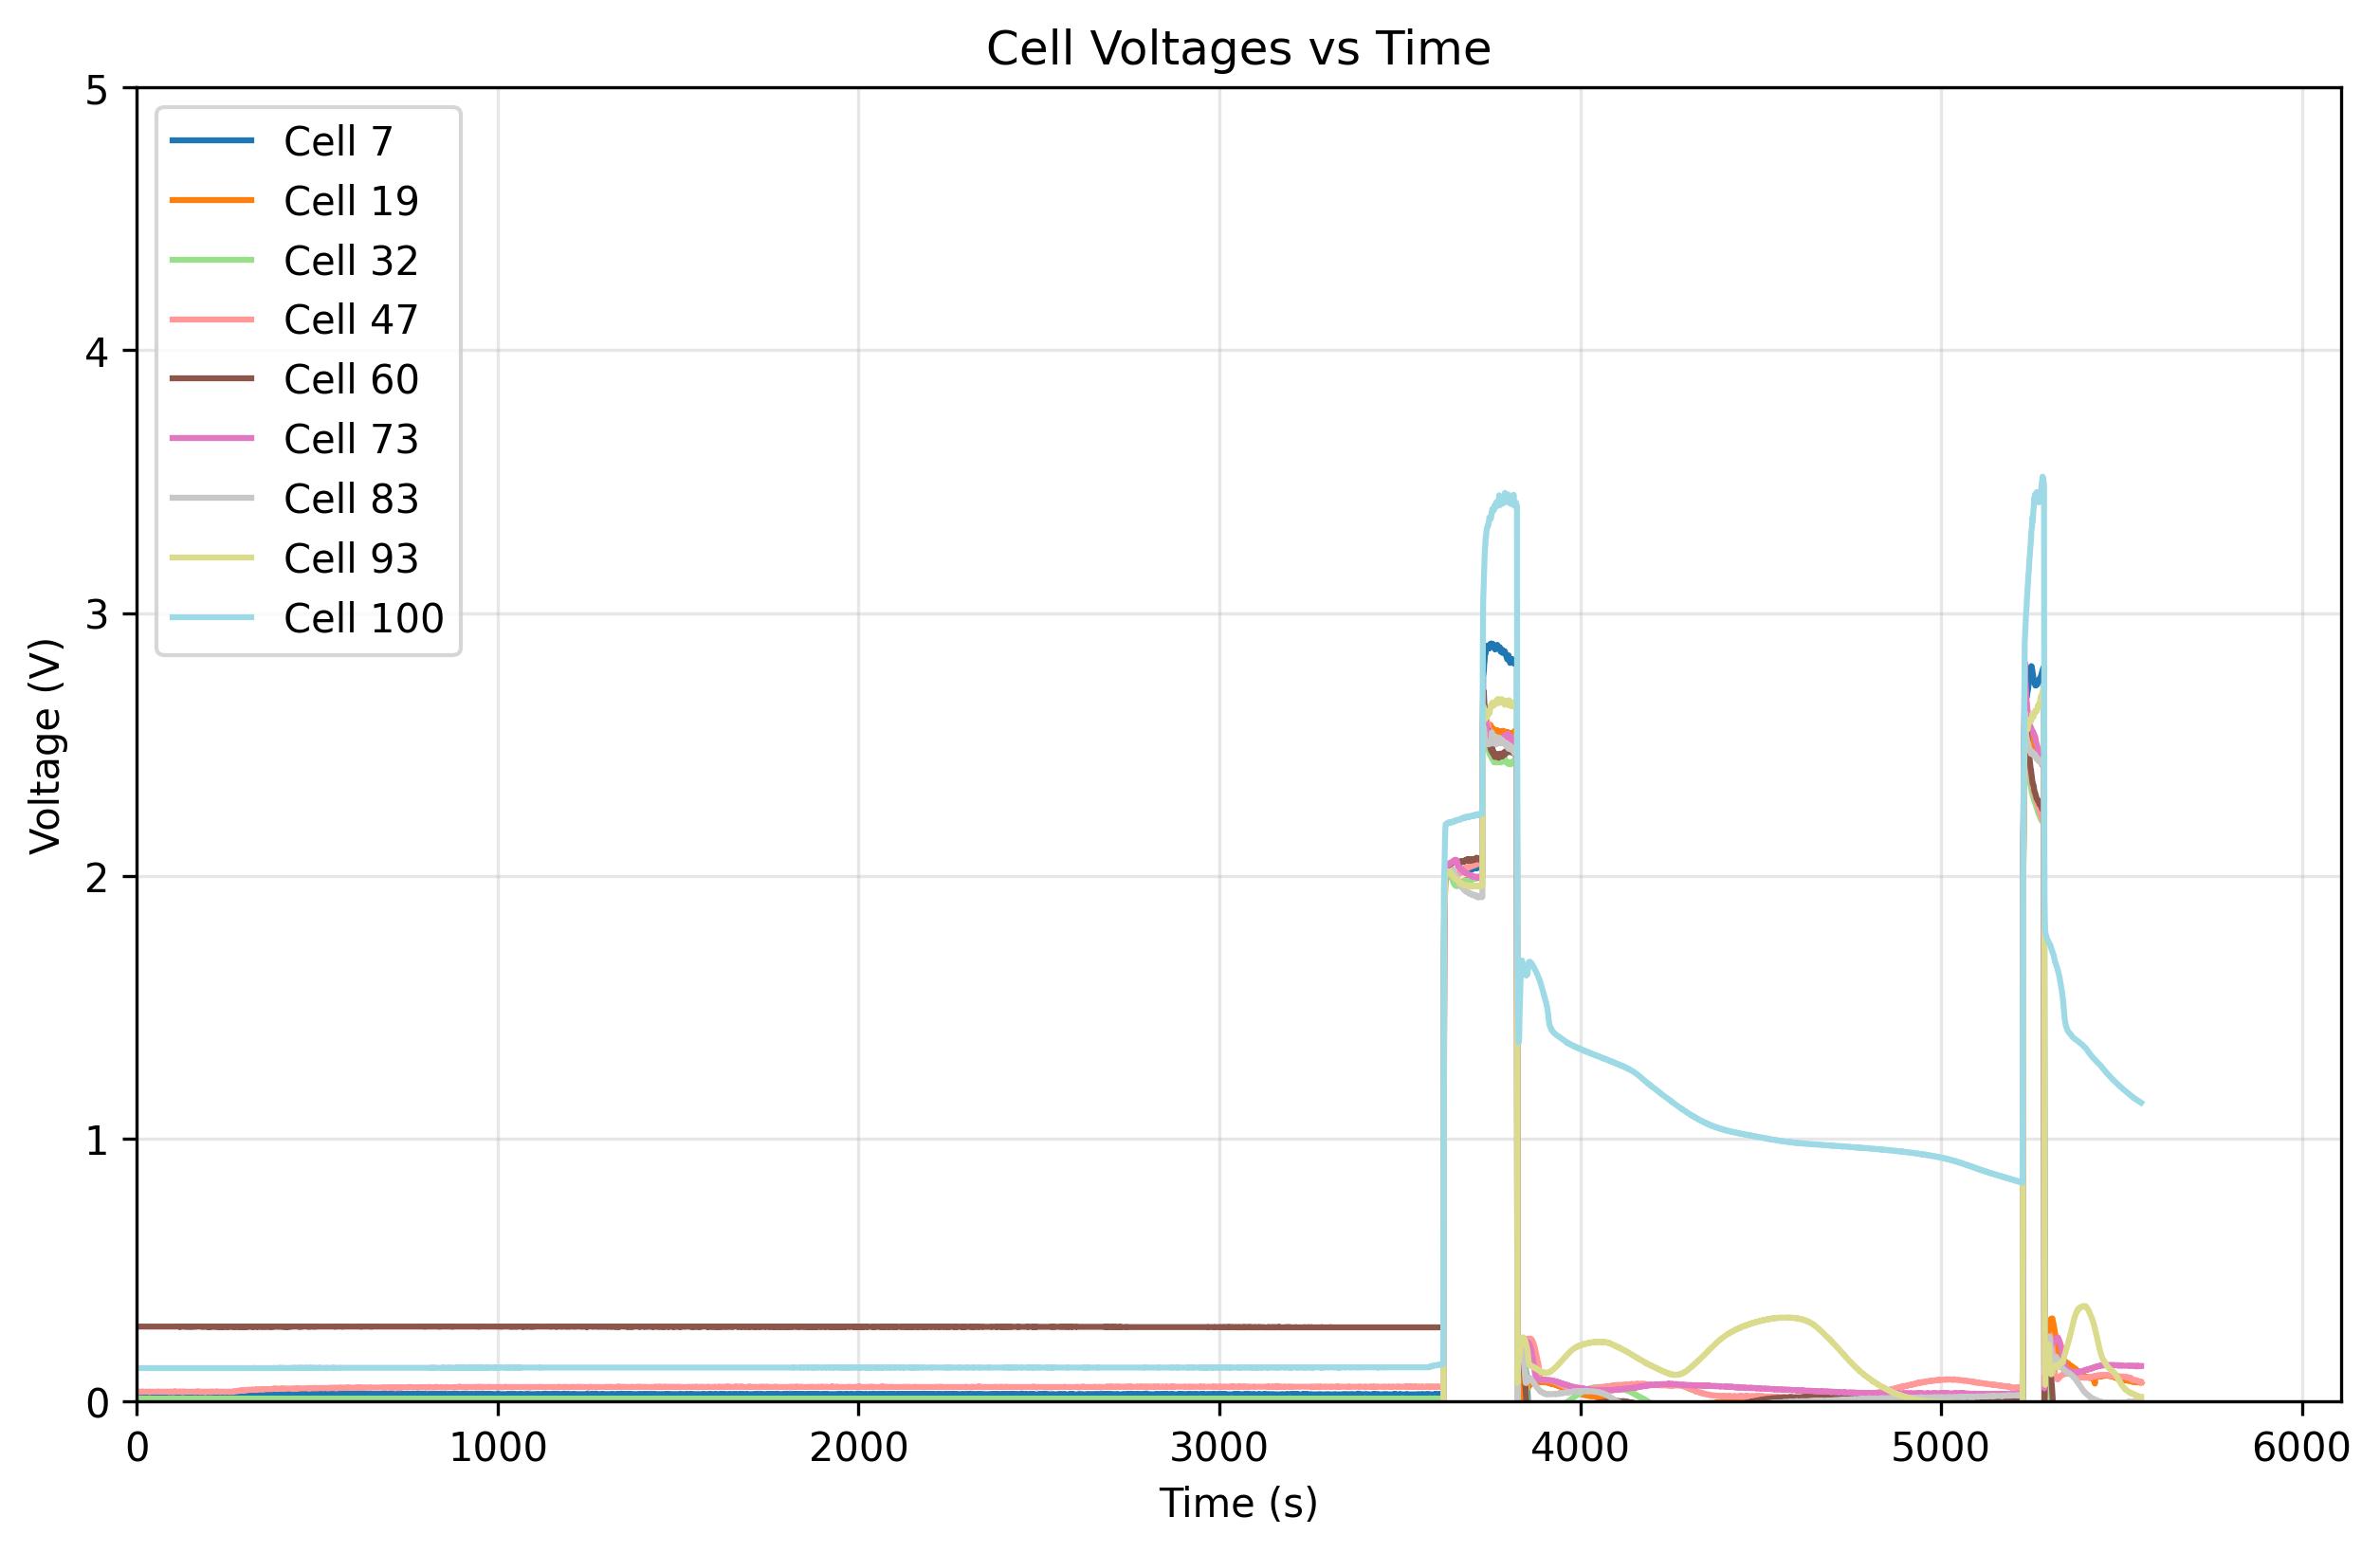 Cell Voltages vs Time
5
4
3
2
1
0
Voltage (V)
Cell 7
Cell 19
Cell 32
Cell 47
Cell 60
Cell 73
Cell 83
Cell 93
Cell 100
0 1000 2000 3000 4000 5000 6000
Time (s)